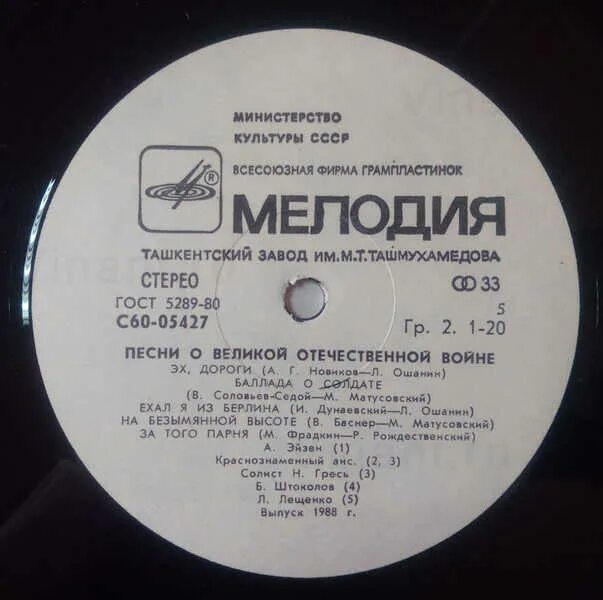 МИНИСТЕРСТВО
КУЛЬТУРЫ СССР
ВСЕСОЮЗНАЯ ФИРМА ГРАМПЛАСТИНОК
®
МЕЛОДИЯ
ТАШКЕНТСКИЙ ЗАВОД ИМ.М.Т.ТАШМУХАМЕДОВА
СТЕРЕО 33
ГОСТ 5289-80 5
С60-05427 Гр. 2. 1-20
ПЕСНИ О ВЕЛИКОЙ ОТЕЧЕСТВЕННОЙ ВОЙНЕ
ЭХ, ДОРОГИ (А. Г. Новиков—Л. Ошанин)
БАЛЛАДА О СОЛДАТЕ
(В. Соловьев-Седой—М. Матусовский)
ЕХАЛ Я ИЗ БЕРЛИНА (И. Дунаевский—Л. Ошанин)
НА БЕЗЫМЯННОЙ ВЫСОТЕ (В. Баснер—М. Матусовский)
ЗА ТОГО ПАРНЯ (М. Фрадкин—Р. Рождественский)
А. Эйзен (1)
Краснознаменный анс. (2, 3)
Солист Н. Гресь (3)
Б. Штоколов (4)
Л. Лещенко (5)
Выпуск 1988 г.